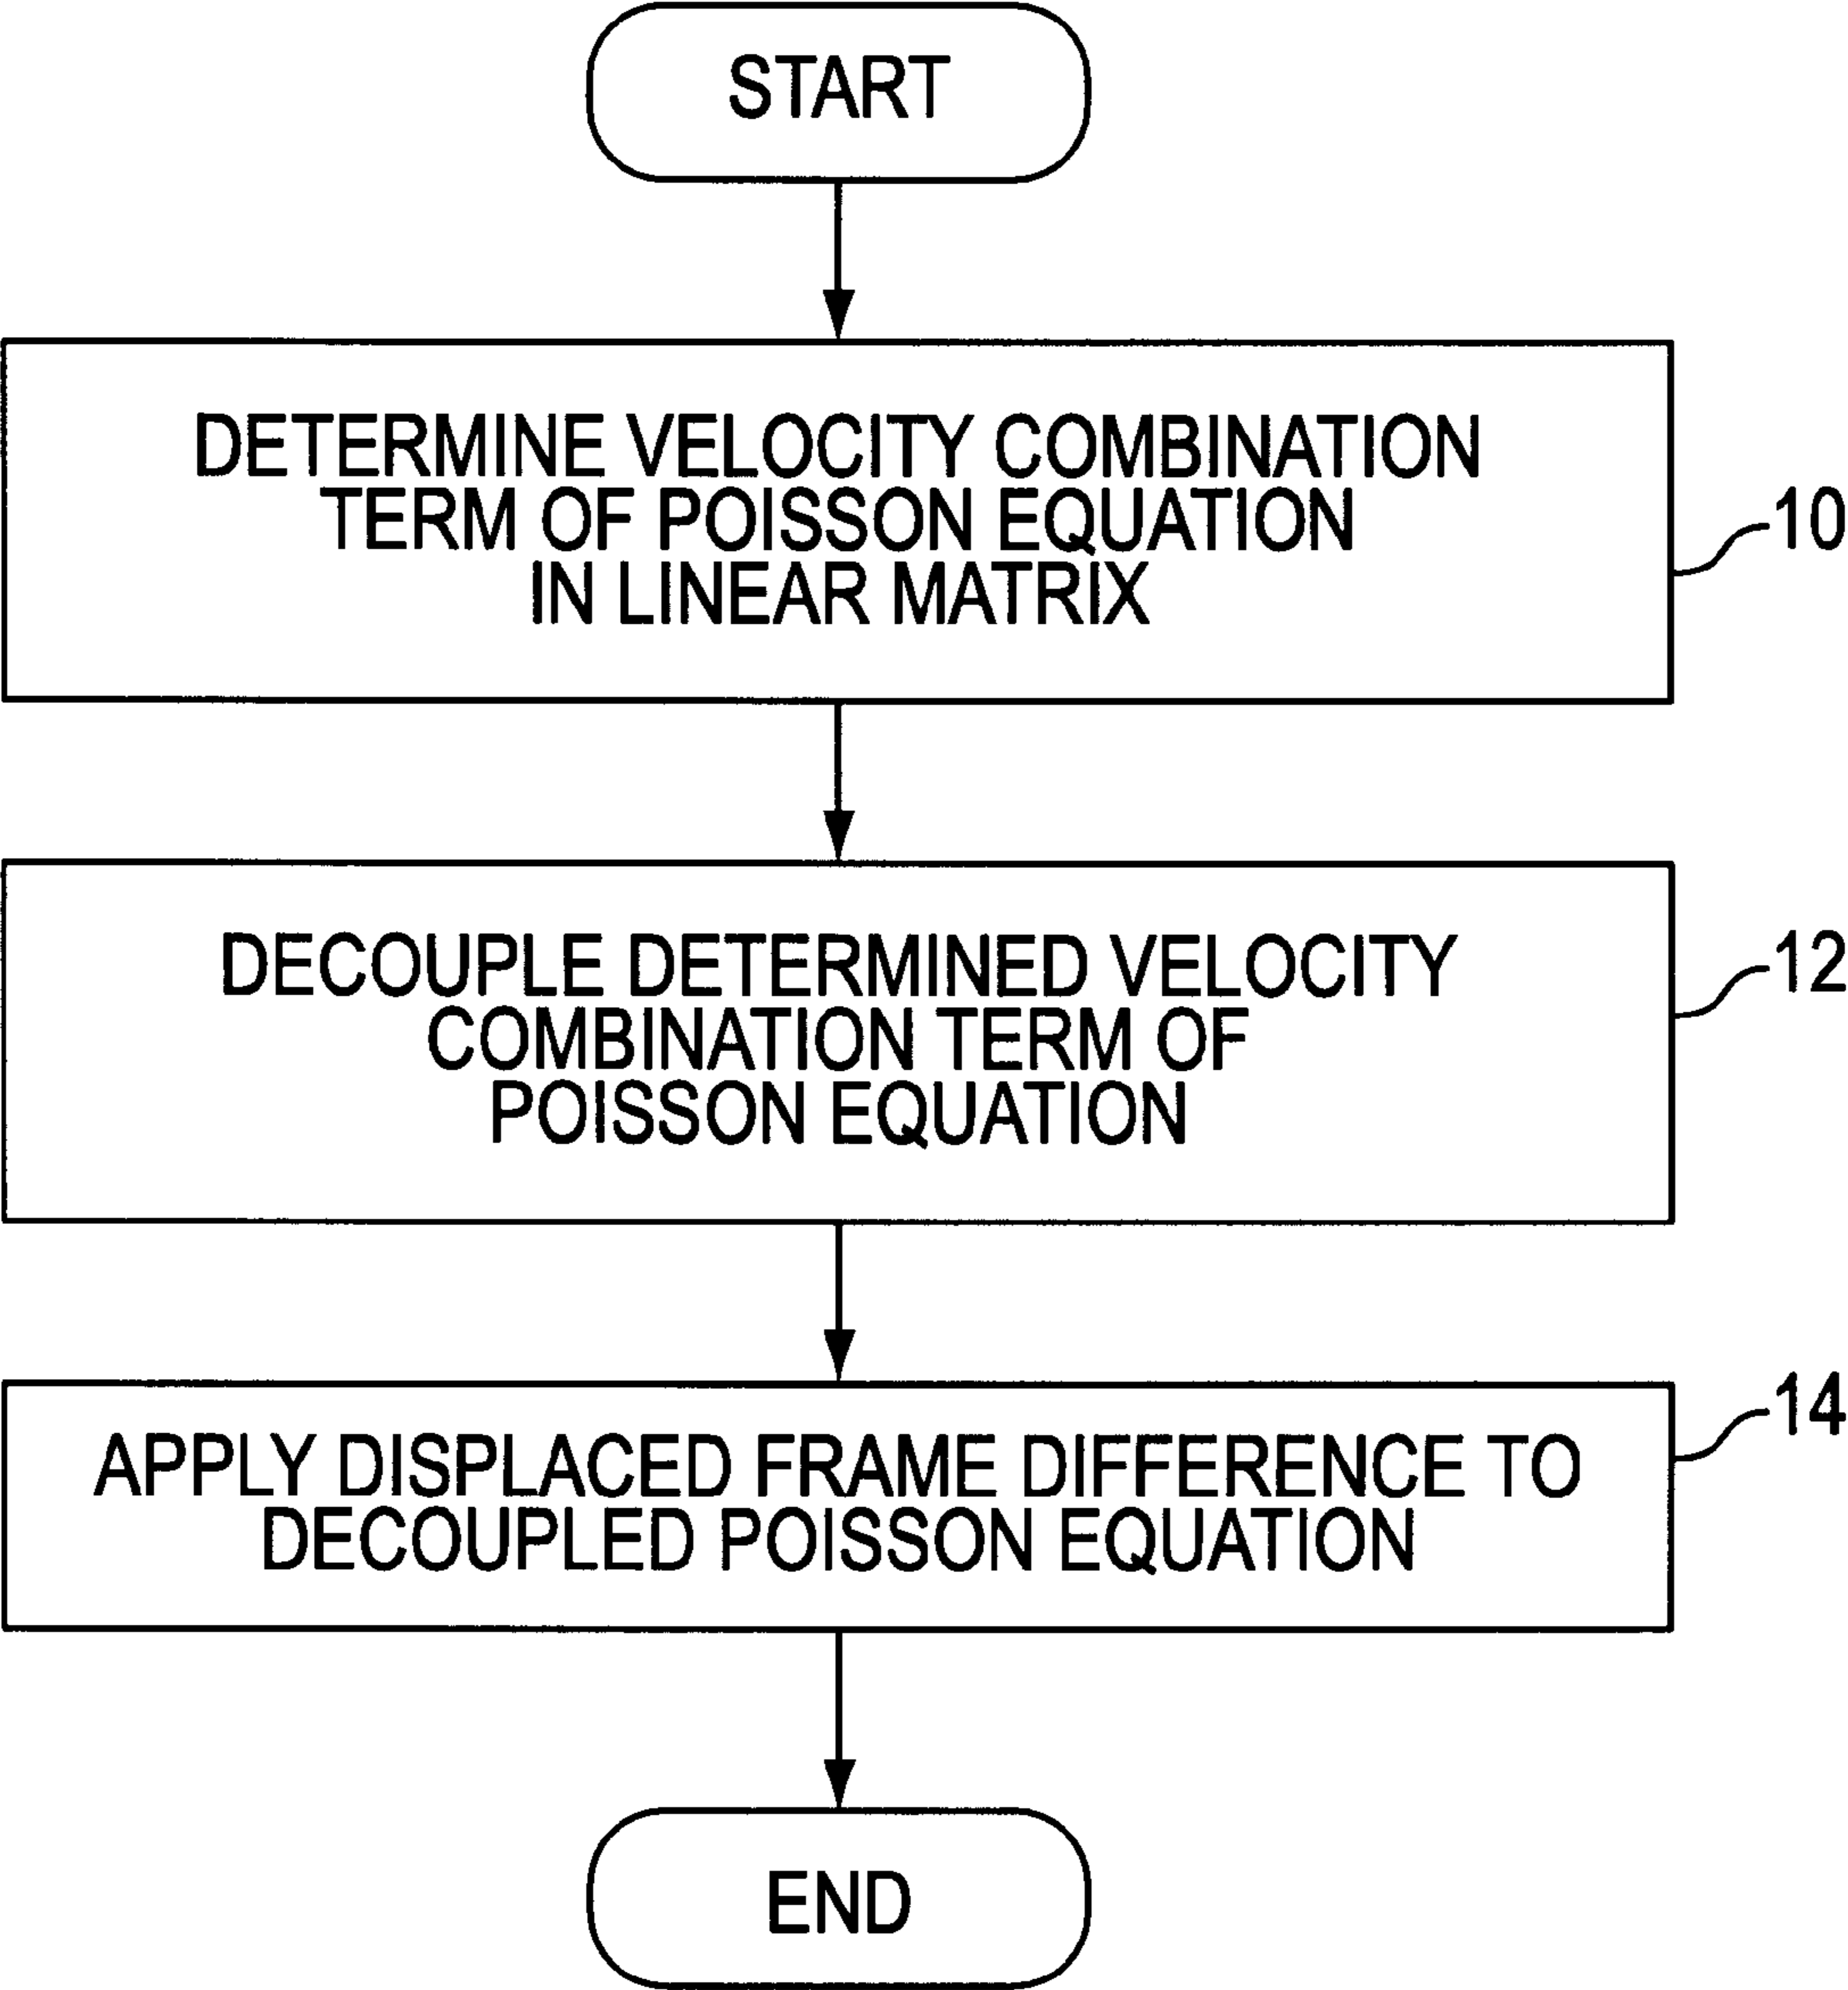 START
DETERMINE VELOCITY COMBINATION
TERM OF POISSON EQUATION
IN LINEAR MATRIX
10
DECOUPLE DETERMINED VELOCITY
COMBINATION TERM OF
POISSON EQUATION
12
APPLY DISPLACED FRAME DIFFERENCE TO
DECOUPLED POISSON EQUATION
14
END